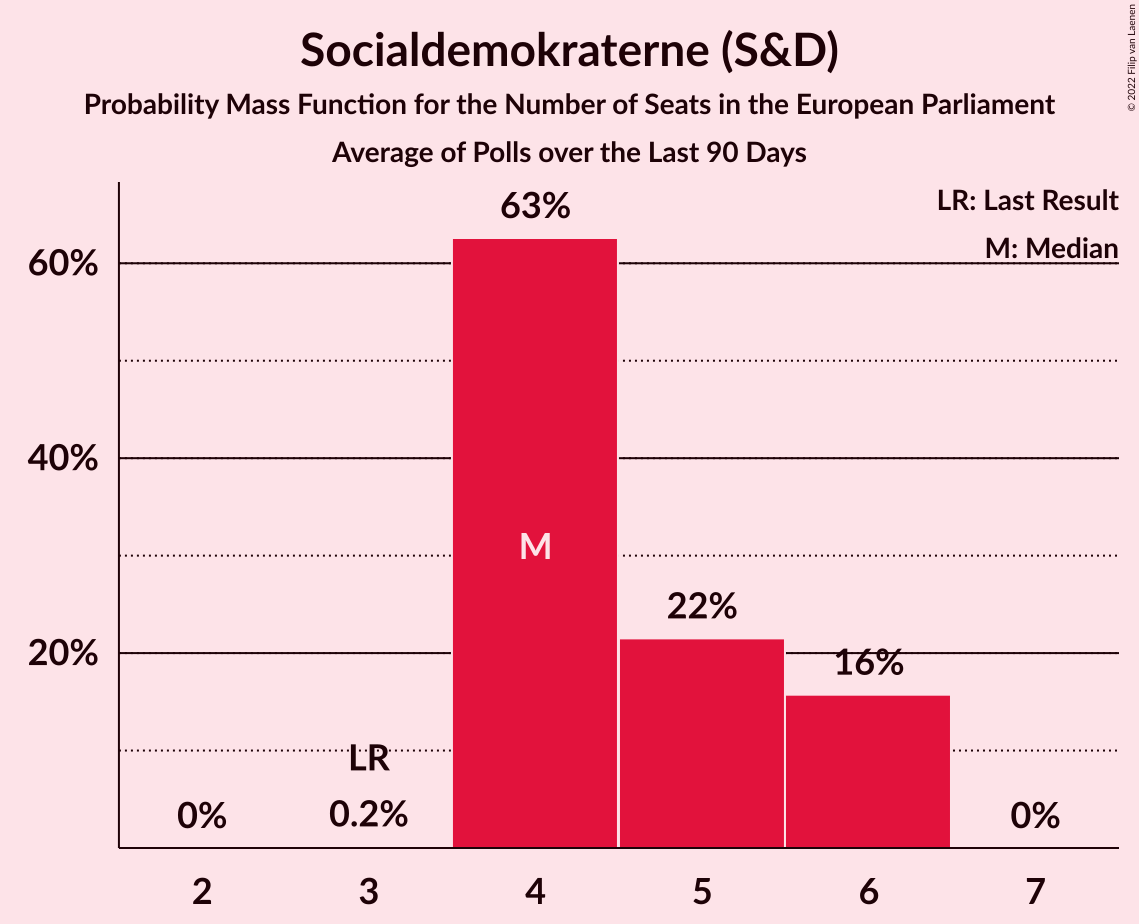 Socialdemokraterne (S&D)
Probability Mass Function for the Number of Seats in the European Parliament
Average of Polls over the Last 90 Days
© 2022 Filip van Laenen
LR: Last Result
M: Median
63%
60%
40%
M
22%
20%
16%
LR
0%
0.2%
0%
2
3
4
5
6
7